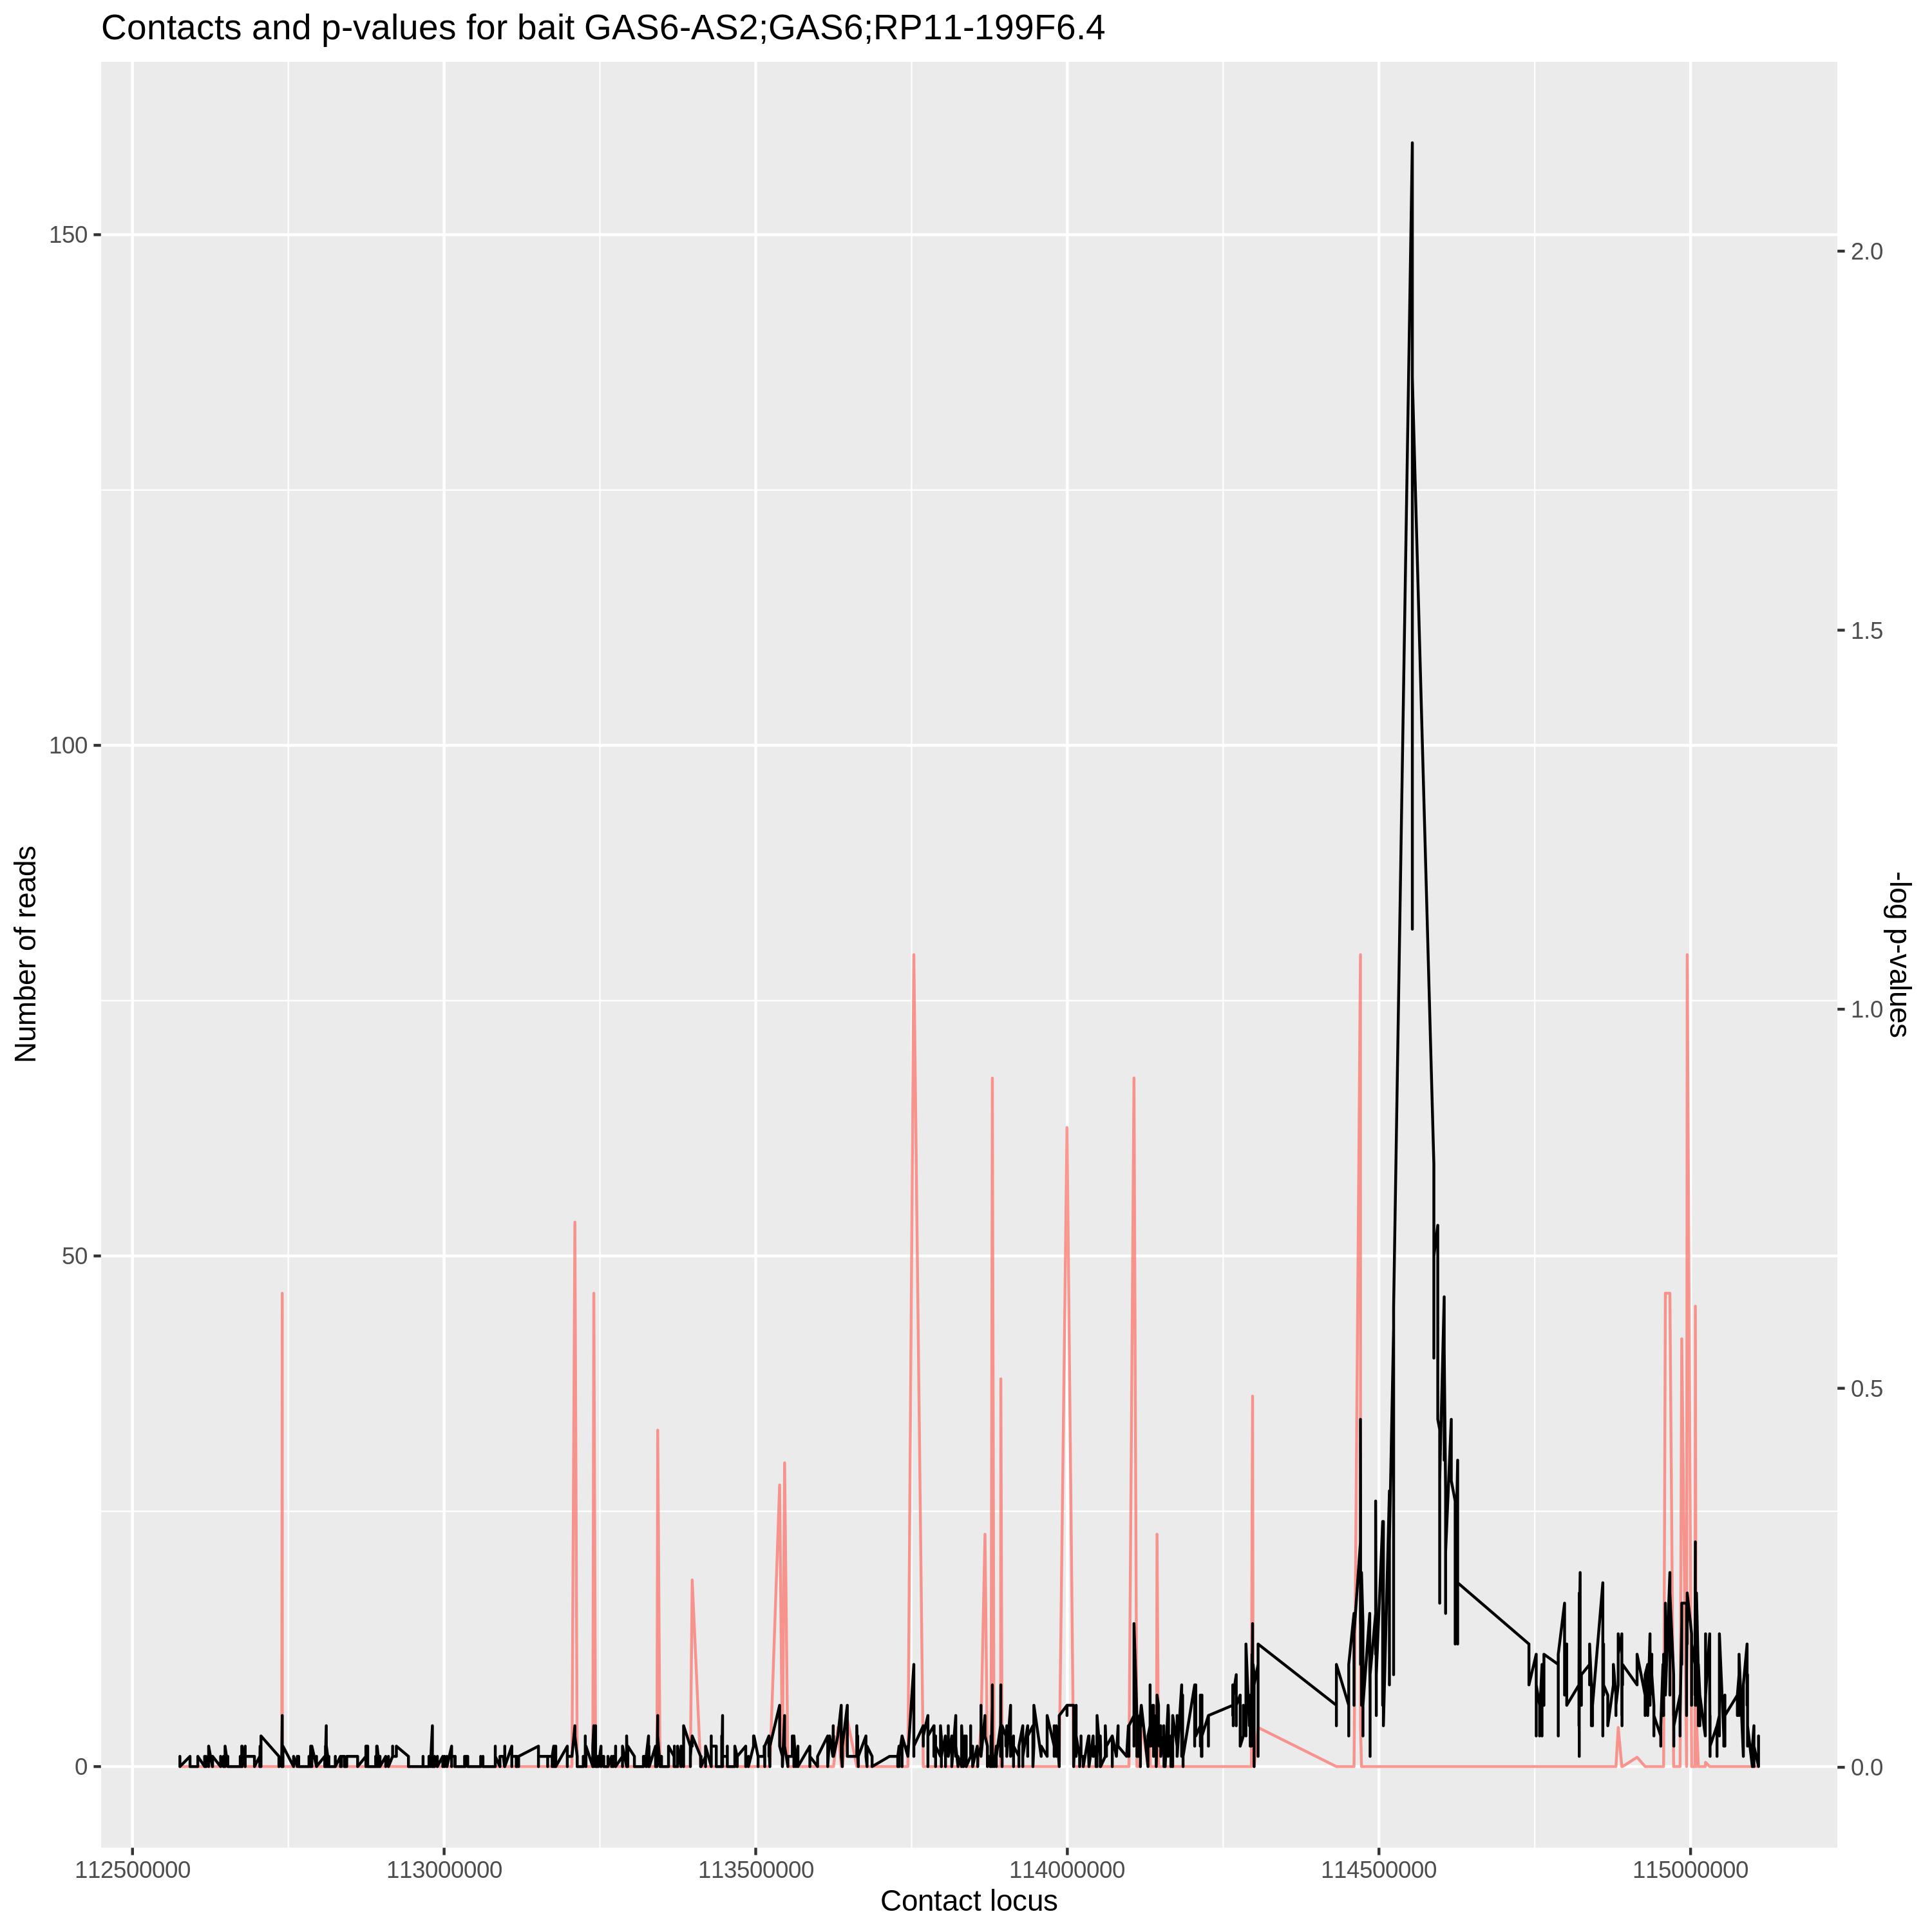 Contacts and p-values for bait GAS6-AS2;GAS6;RP11-199F6.4
150
100
50
0
Number of reads
2.0
1.5
1.0
0.5
0.0
-log p-values
112500000 113000000 113500000 114000000 114500000 115000000
Contact locus